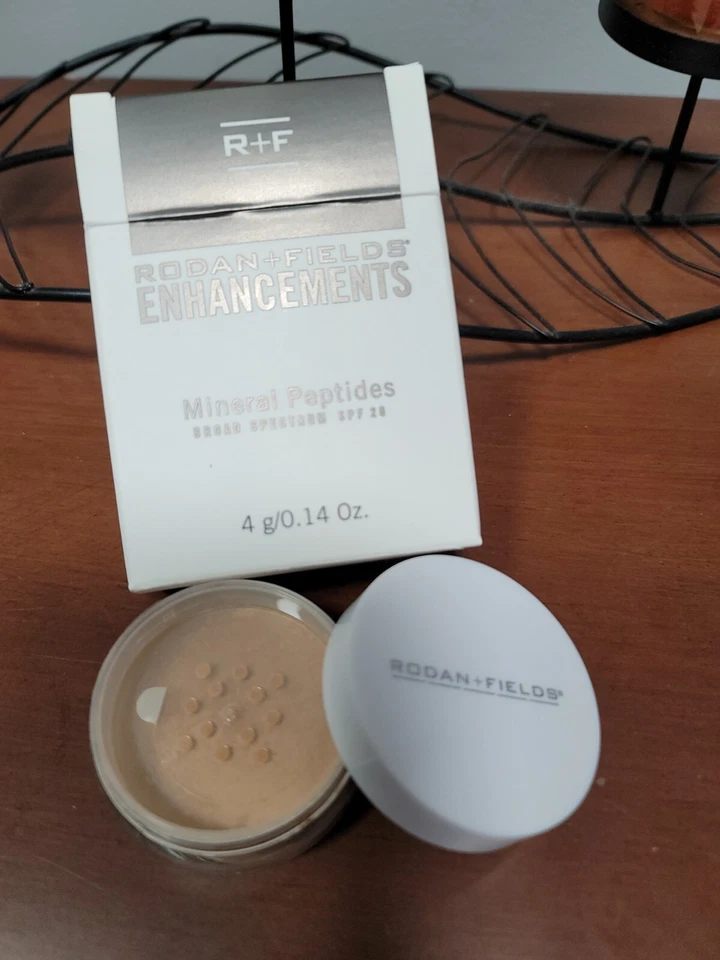 R+F
RODAN+FIELDS®
ENHANCEMENTS
Mineral Peptides
BROAD SPECTRUM SPF 20
4 g/0.14 Oz.
RODAN+FIELDS®